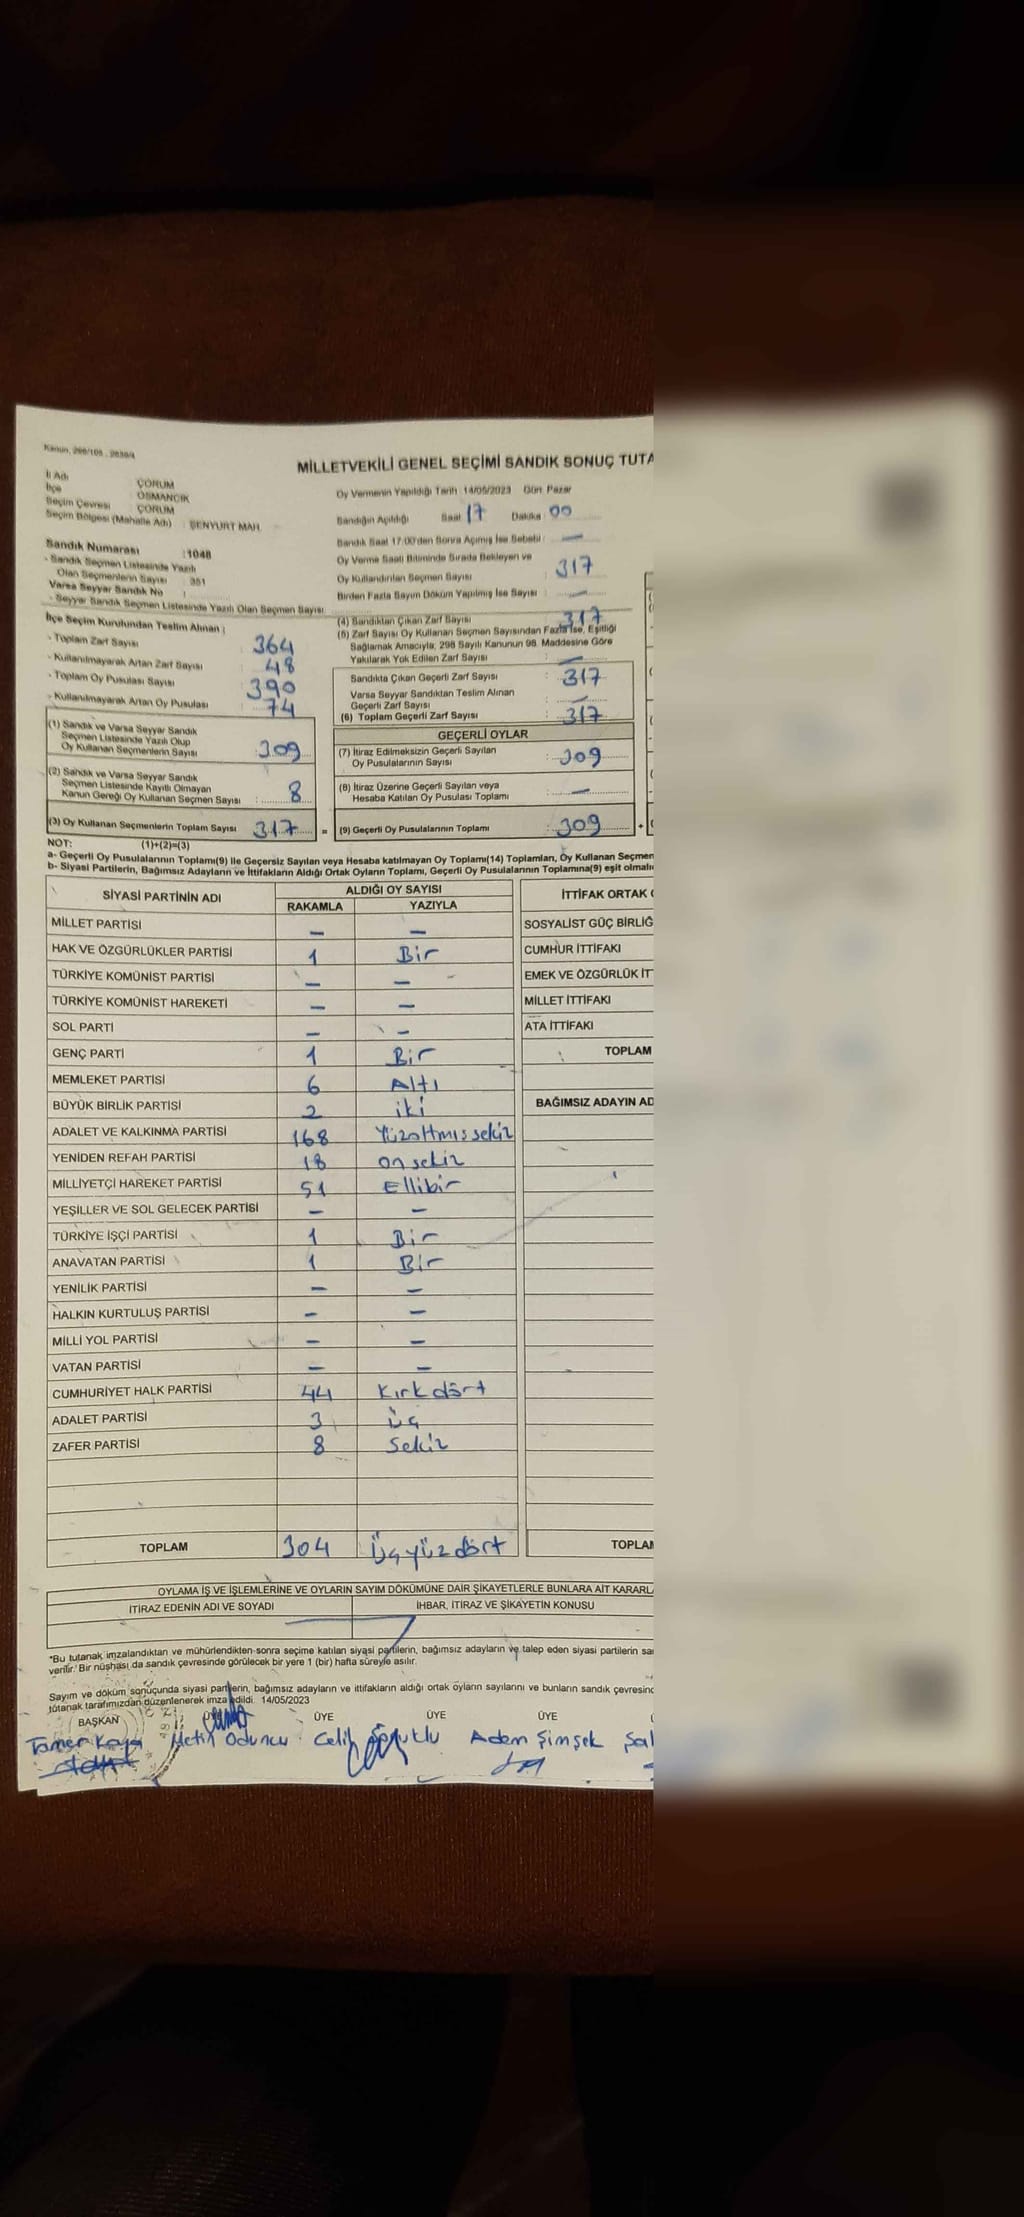 Kanun, 298/105 , 2839/4
MİLLETVEKİLİ GENEL SEÇİMİ SANDIK SONUÇ TUTA
İl Adı ÇORUM
İlçe OSMANCIK
Seçim Çevresi ÇORUM
Seçim Bölgesi (Mahalle Adı) : ŞENYURT MAH.
Oy Vermenin Yapıldığı Tarih 14/05/2023 Gün Pazar
Sandığın Açıldığı Saat 17 Dakika 00
Sandık Saat 17:00'den Sonra Açılmış İse Sebebi : —
Sandık Numarası :1048
- Sandık Seçmen Listesinde Yazılı
Olan Seçmenlerin Sayısı : 351
Varsa Seyyar Sandık No :
- Seyyar Sandık Seçmen Listesinde Yazılı Olan Seçmen Sayısı
Oy Verme Saati Bitiminde Sırada Bekleyen ve
Oy Kullandırılan Seçmen Sayısı : 317
Birden Fazla Sayım Döküm Yapılmış İse Sayısı : —
İlçe Seçim Kurulundan Teslim Alınan ;
- Toplam Zarf Sayısı 364
- Kullanılmayarak Artan Zarf Sayısı : 48
- Toplam Oy Pusulası Sayısı 390
- Kullanılmayarak Artan Oy Pusulası : 74
(4) Sandıktan Çıkan Zarf Sayısı : 317
(5) Zarf Sayısı Oy Kullanan Seçmen Sayısından Fazla İse, Eşitliği
Sağlamak Amacıyla, 298 Sayılı Kanunun 98. Maddesine Göre
Yakılarak Yok Edilen Zarf Sayısı : —
Sandıkta Çıkan Geçerli Zarf Sayısı : 317
Varsa Seyyar Sandıktan Teslim Alınan
Geçerli Zarf Sayısı : —
(6) Toplam Geçerli Zarf Sayısı : 317
(1) Sandık ve Varsa Seyyar Sandık
Seçmen Listesinde Yazılı Olup
Oy Kullanan Seçmenlerin Sayısı : 309
(2) Sandık ve Varsa Seyyar Sandık
Seçmen Listesinde Kayıtlı Olmayan
Kanun Gereği Oy Kullanan Seçmen Sayısı : 8
(3) Oy Kullanan Seçmenlerin Toplam Sayısı 317 =
GEÇERLİ OYLAR
(7) İtiraz Edilmeksizin Geçerli Sayılan
Oy Pusulalarının Sayısı : 309
(8) İtiraz Üzerine Geçerli Sayılan veya
Hesaba Katılan Oy Pusulası Toplamı : —
(9) Geçerli Oy Pusulalarının Toplamı : 309 +
NOT: (1)+(2)=(3)
a- Geçerli Oy Pusulalarının Toplamı(9) ile Geçersiz Sayılan veya Hesaba katılmayan Oy Toplamı(14) Toplamları, Oy Kullanan Seçmen
b- Siyasi Partilerin, Bağımsız Adayların ve İttifakların Aldığı Ortak Oyların Toplamı, Geçerli Oy Pusulalarının Toplamına(9) eşit olmalı
SİYASİ PARTİNİN ADI ALDIĞI OY SAYISI
RAKAMLA YAZIYLA
MİLLET PARTİSİ — —
HAK VE ÖZGÜRLÜKLER PARTİSİ 1 Bir
TÜRKİYE KOMÜNİST PARTİSİ — —
TÜRKİYE KOMÜNİST HAREKETİ — —
SOL PARTİ — —
GENÇ PARTİ 1 Bir
MEMLEKET PARTİSİ 6 Altı
BÜYÜK BİRLİK PARTİSİ 2 iki
ADALET VE KALKINMA PARTİSİ 168 Yüzaltmışsekiz
YENİDEN REFAH PARTİSİ 18 onsekiz
MİLLİYETÇİ HAREKET PARTİSİ 51 Ellibir
YEŞİLLER VE SOL GELECEK PARTİSİ — —
TÜRKİYE İŞÇİ PARTİSİ 1 Bir
ANAVATAN PARTİSİ 1 Bir
YENİLİK PARTİSİ — —
HALKIN KURTULUŞ PARTİSİ — —
MİLLİ YOL PARTİSİ — —
VATAN PARTİSİ — —
CUMHURİYET HALK PARTİSİ 44 Kırkdört
ADALET PARTİSİ 3 üç
ZAFER PARTİSİ 8 Sekiz
TOPLAM 304 Üçyüzdört
İTTİFAK ORTAK
SOSYALİST GÜÇ BİRLİĞ
CUMHUR İTTİFAKI
EMEK VE ÖZGÜRLÜK İT
MİLLET İTTİFAKI
ATA İTTİFAKI
TOPLAM
BAĞIMSIZ ADAYIN AD
TOPLAM
OYLAMA İŞ VE İŞLEMLERİNE VE OYLARIN SAYIM DÖKÜMÜNE DAİR ŞİKAYETLERLE BUNLARA AİT KARARL
İTİRAZ EDENİN ADI VE SOYADI İHBAR, İTİRAZ VE ŞİKAYETİN KONUSU
"Bu tutanak imzalandıktan ve mühürlendikten sonra seçime katılan siyasi partilerin, bağımsız adayların ve talep eden siyasi partilerin sa
verilir. Bir nüshası da sandık çevresinde görülecek bir yere 1 (bir) hafta süreyle asılır.
Sayım ve döküm sonucunda siyasi partilerin, bağımsız adayların ve ittifakların aldığı ortak oyların sayılarını ve bunların sandık çevresinde
tutanak tarafımızdan düzenlenerek imza edildi. 14/05/2023
BAŞKAN ÜYE ÜYE ÜYE ÜYE
Tamer Kaya Metin Oduncu Adem Şimşek Şal